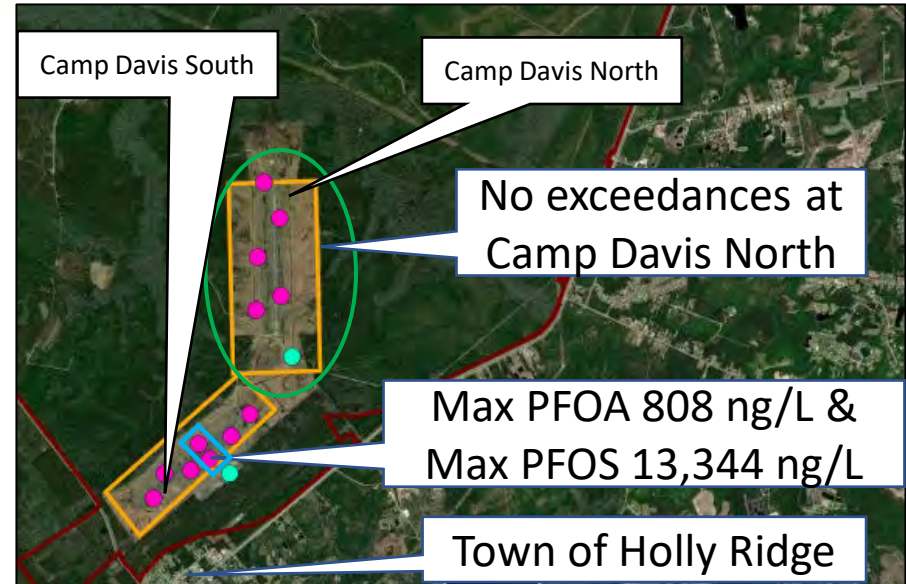 Camp Davis South
Camp Davis North
No exceedances at
Camp Davis North
Max PFOA 808 ng/L &
Max PFOS 13,344 ng/L
Town of Holly Ridge